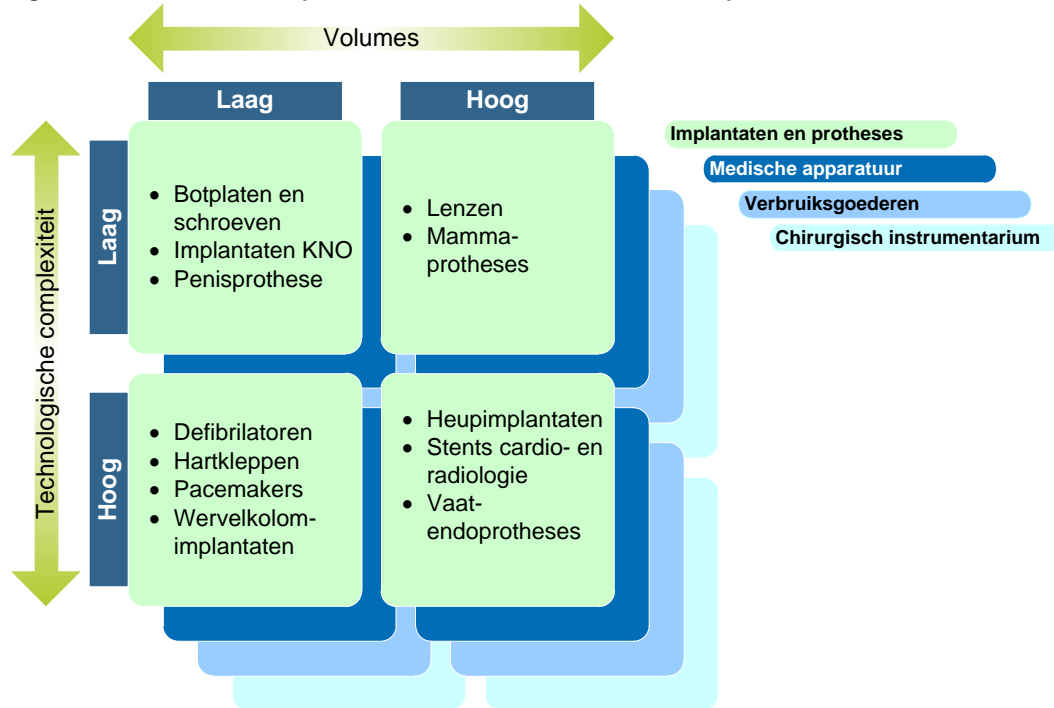 Volumes
Laag
Hoog
Technologische complexiteit
Laag
• Botplaten en
schroeven
• Implantaten KNO
• Penisprothese
• Lenzen
• Mamma-
protheses
Hoog
• Defibrilatoren
• Hartkleppen
• Pacemakers
• Wervelkolom-
implantaten
• Heupimplantaten
• Stents cardio- en
radiologie
• Vaat-
endoprotheses
Implantaten en protheses
Medische apparatuur
Verbruiksgoederen
Chirurgisch instrumentarium